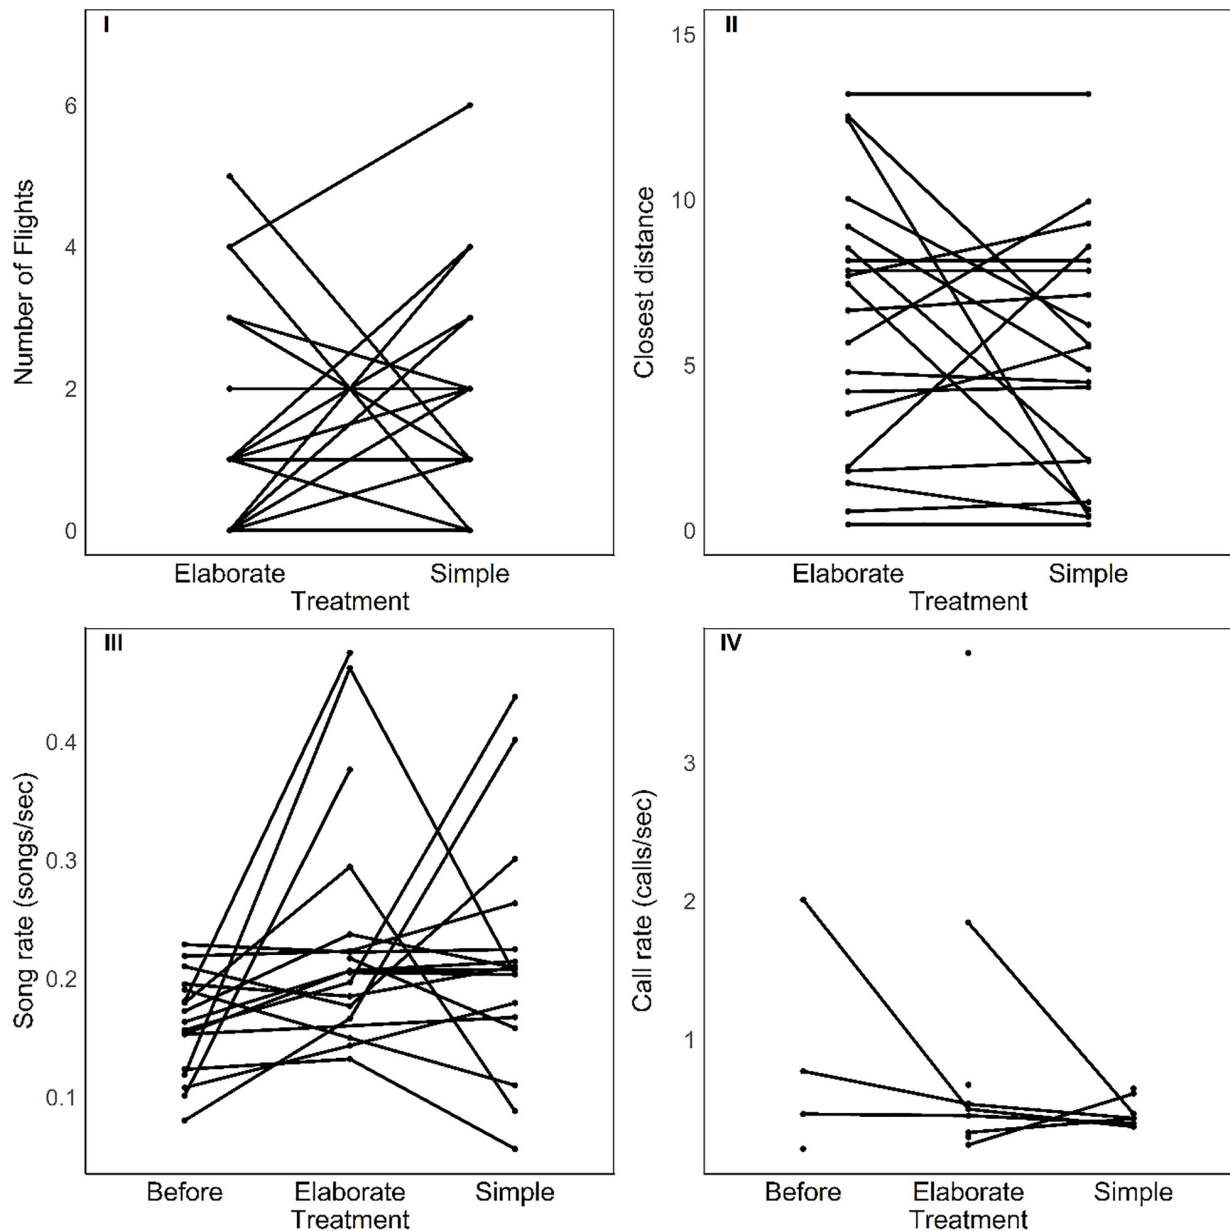 I
Number of Flights
6
4
2
0
Elaborate Simple
Treatment
II
Closest distance
15
10
5
0
Elaborate Simple
Treatment
III
Song rate (songs/sec)
0.4
0.3
0.2
0.1
Before Elaborate Simple
Treatment
IV
Call rate (calls/sec)
3
2
1
Before Elaborate Simple
Treatment